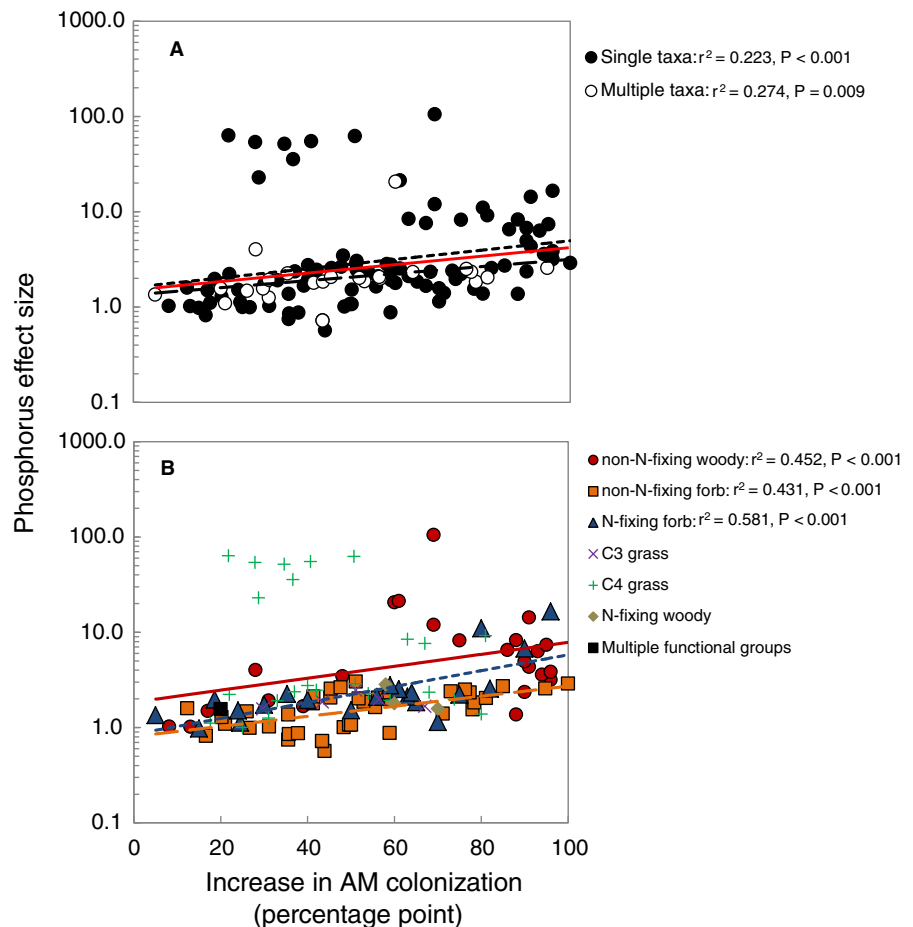 Phosphorus effect size
1000.0
100.0
10.0
1.0
0.1
A
Single taxa: r² = 0.223, P < 0.001
Multiple taxa: r² = 0.274, P = 0.009
1000.0
100.0
10.0
1.0
0.1
B
non-N-fixing woody: r² = 0.452, P < 0.001
non-N-fixing forb: r² = 0.431, P < 0.001
N-fixing forb: r² = 0.581, P < 0.001
C3 grass
C4 grass
N-fixing woody
Multiple functional groups
0 20 40 60 80 100
Increase in AM colonization
(percentage point)